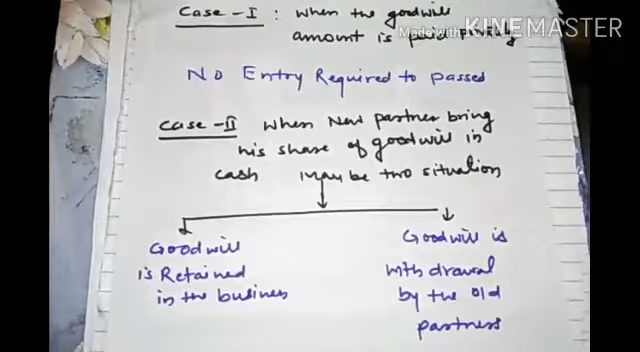 Case-I : when the goodwill
amount is paid
Made with KINEMASTER
No Entry Required to passed
Case-II When New partner bring
his share of goodwill in
cash May be two situation
Goodwill
is Retained
in the business
Goodwill is
withdrawal
by the old
partners